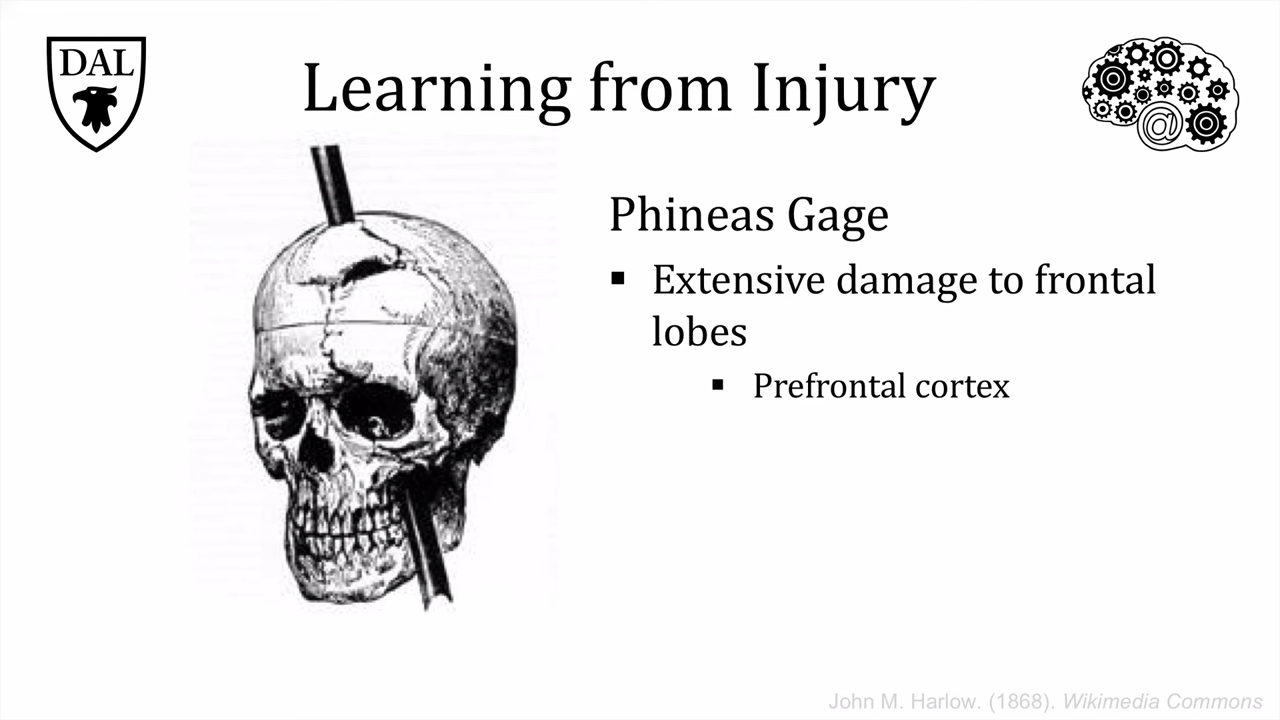 DAL
Learning from Injury
@
Phineas Gage
▪ Extensive damage to frontal
lobes
▪ Prefrontal cortex
John M. Harlow. (1868). Wikimedia Commons